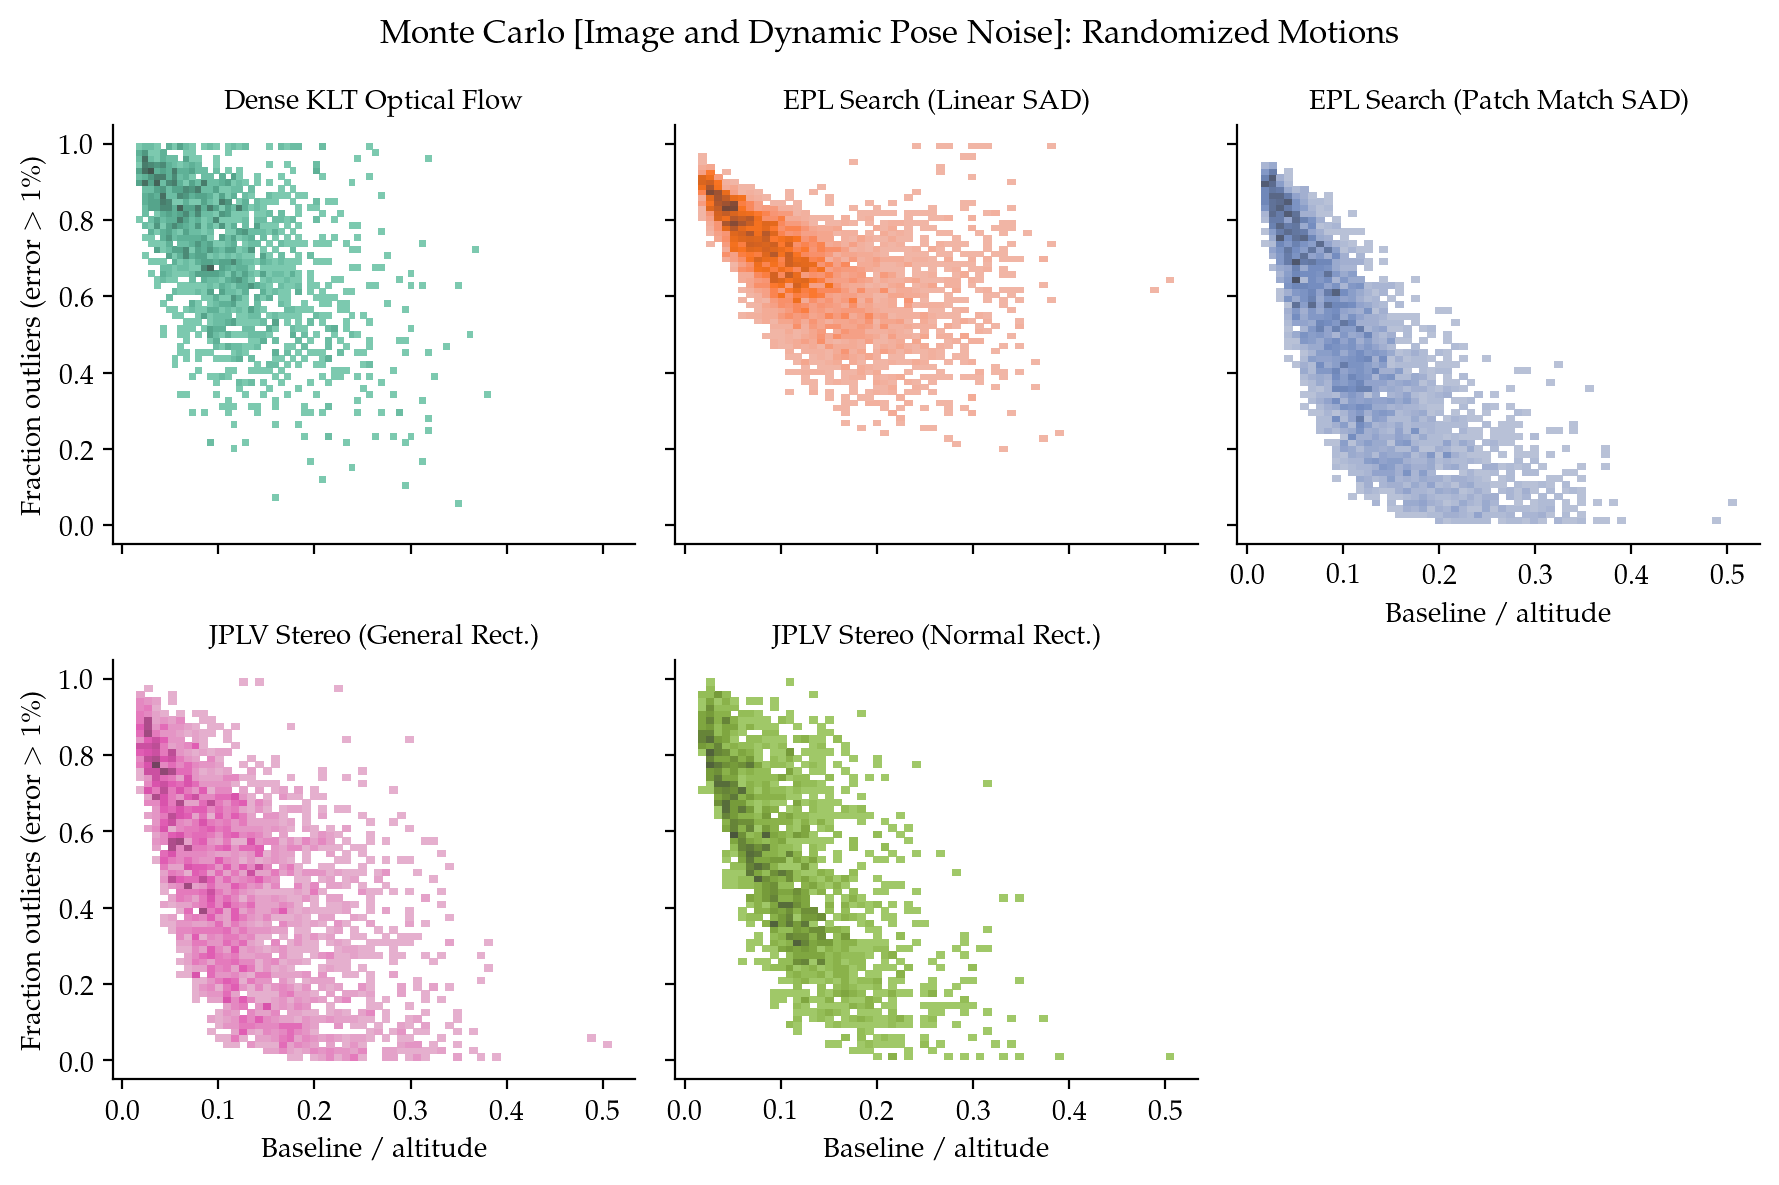 Monte Carlo [Image and Dynamic Pose Noise]: Randomized Motions
Dense KLT Optical Flow
EPL Search (Linear SAD)
EPL Search (Patch Match SAD)
Fraction outliers (error > 1%)
1.0
0.8
0.6
0.4
0.2
0.0
0.0 0.1 0.2 0.3 0.4 0.5
Baseline / altitude
JPLV Stereo (General Rect.)
JPLV Stereo (Normal Rect.)
Fraction outliers (error > 1%)
1.0
0.8
0.6
0.4
0.2
0.0
0.0 0.1 0.2 0.3 0.4 0.5
Baseline / altitude
0.0 0.1 0.2 0.3 0.4 0.5
Baseline / altitude